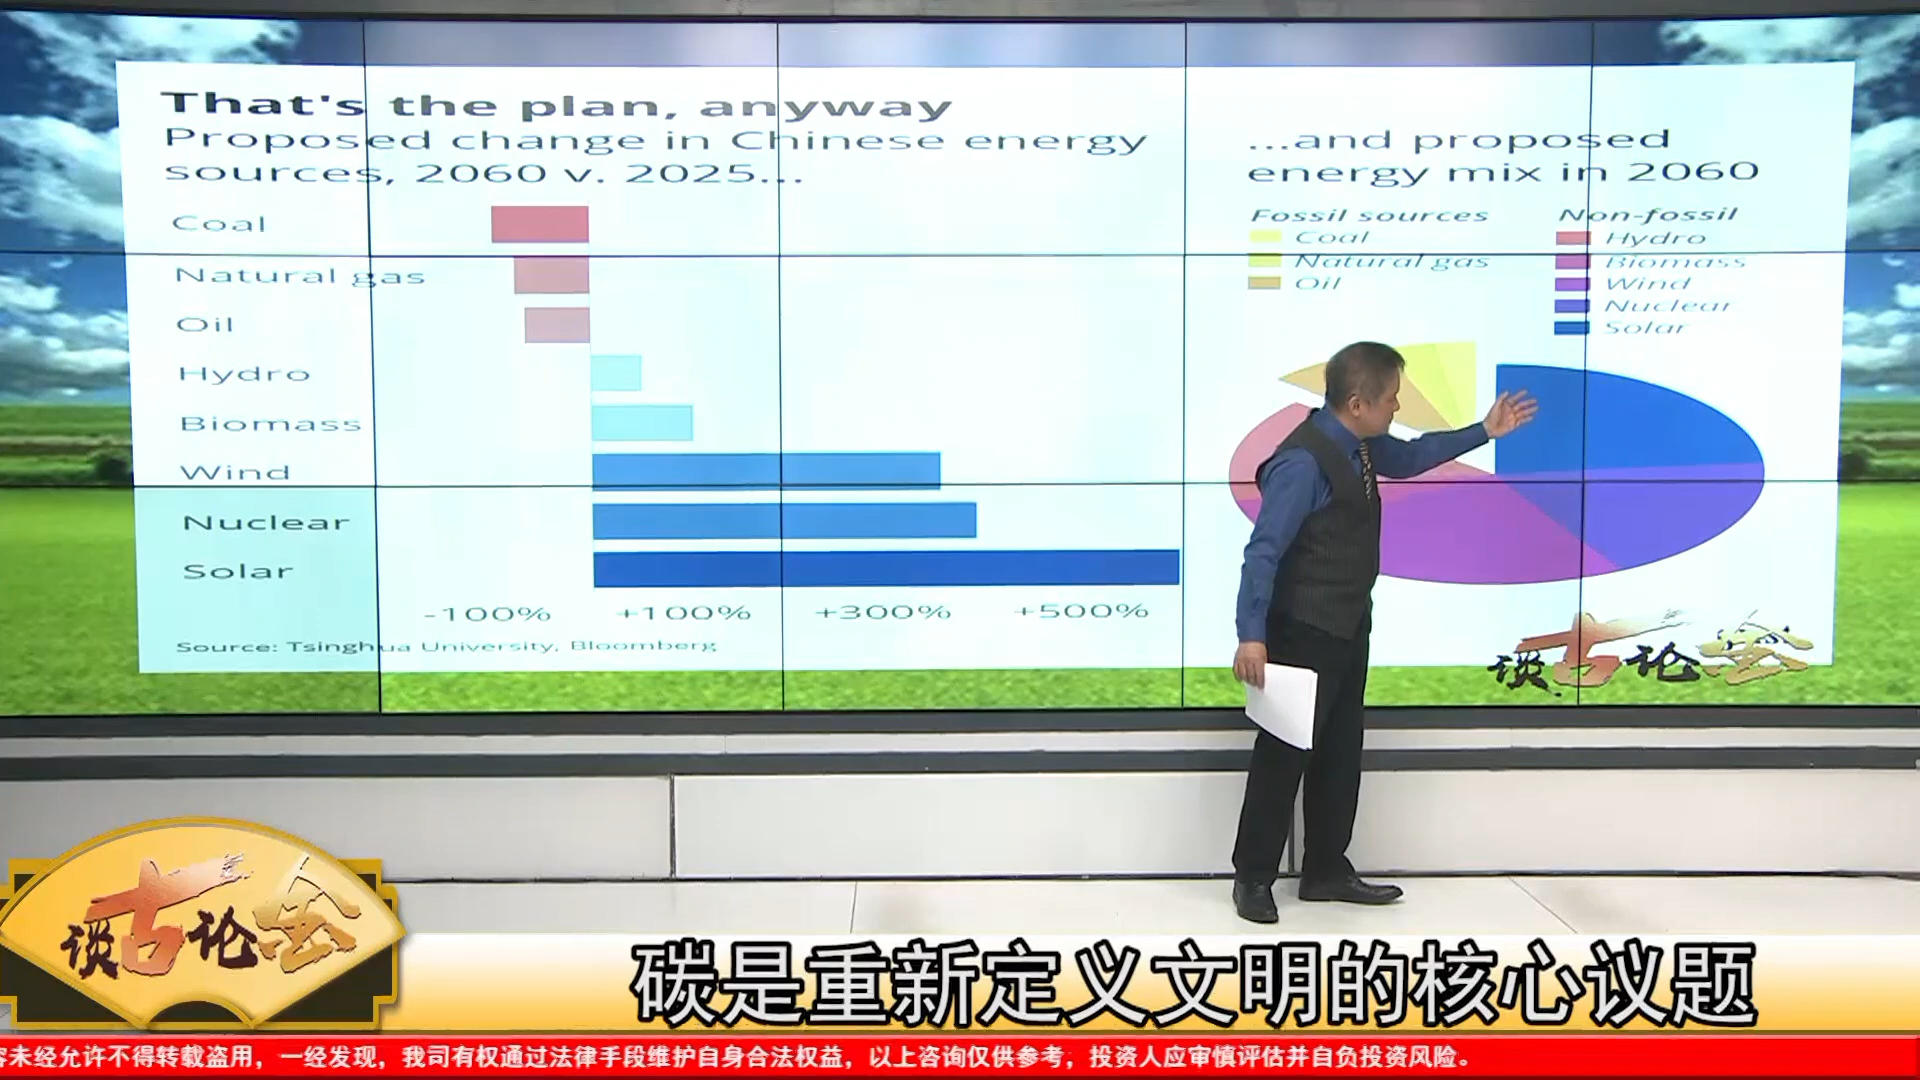 That's the plan, anyway
Proposed change in Chinese energy
sources, 2060 v. 2025...
Coal
Natural gas
Oil
Hydro
Biomass
Wind
Nuclear
Solar
-100% +100% +300% +500%
Source: Tsinghua University, Bloomberg
...and proposed
energy mix in 2060
Fossil sources
Coal
Natural gas
Oil
Non-fossil
Hydro
Biomass
Wind
Nuclear
Solar
谈古论金
谈古论金
碳是重新定义文明的核心议题
容未经允许不得转载盗用，一经发现，我司有权通过法律手段维护自身合法权益，以上咨询仅供参考，投资人应审慎评估并自负投资风险。